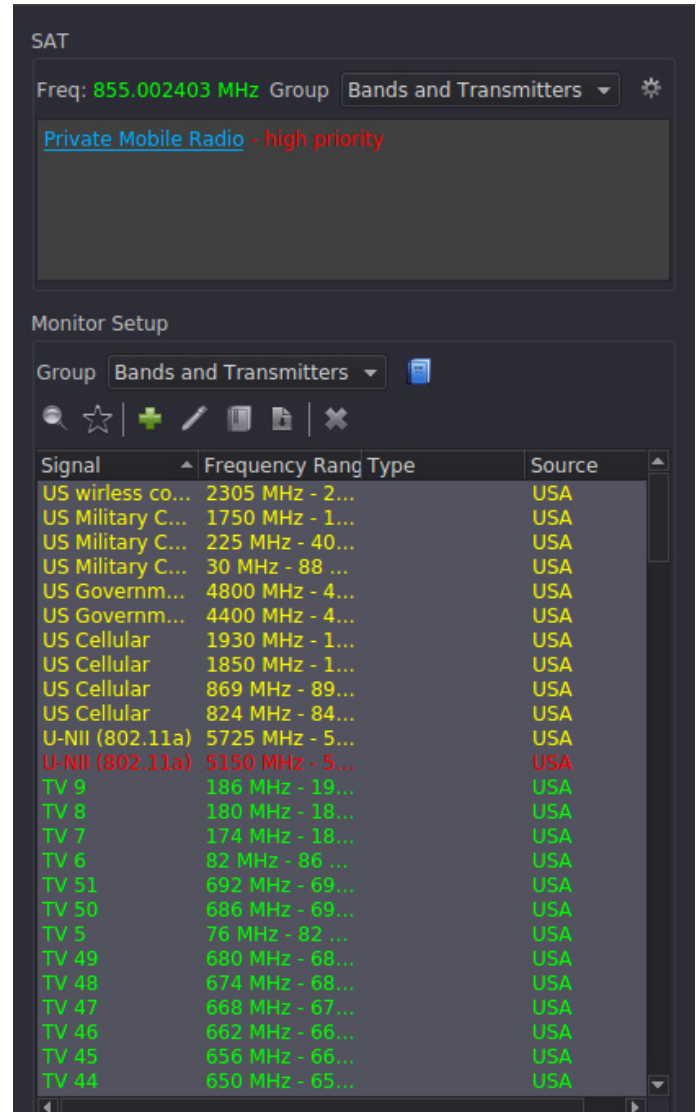 SAT
Freq: 855.002403 MHz Group Bands and Transmitters
Private Mobile Radio - high priority
Monitor Setup
Group Bands and Transmitters
Signal Frequency Rang Type Source
US wirless co... 2305 MHz - 2... USA
US Military C... 1750 MHz - 1... USA
US Military C... 225 MHz - 40... USA
US Military C... 30 MHz - 88 ... USA
US Governm... 4800 MHz - 4... USA
US Governm... 4400 MHz - 4... USA
US Cellular 1930 MHz - 1... USA
US Cellular 1850 MHz - 1... USA
US Cellular 869 MHz - 89... USA
US Cellular 824 MHz - 84... USA
U-NII (802.11a) 5725 MHz - 5... USA
U-NII (802.11a) 5150 MHz - 5... USA
TV 9 186 MHz - 19... USA
TV 8 180 MHz - 18... USA
TV 7 174 MHz - 18... USA
TV 6 82 MHz - 86 ... USA
TV 51 692 MHz - 69... USA
TV 50 686 MHz - 69... USA
TV 5 76 MHz - 82 ... USA
TV 49 680 MHz - 68... USA
TV 48 674 MHz - 68... USA
TV 47 668 MHz - 67... USA
TV 46 662 MHz - 66... USA
TV 45 656 MHz - 66... USA
TV 44 650 MHz - 65... USA